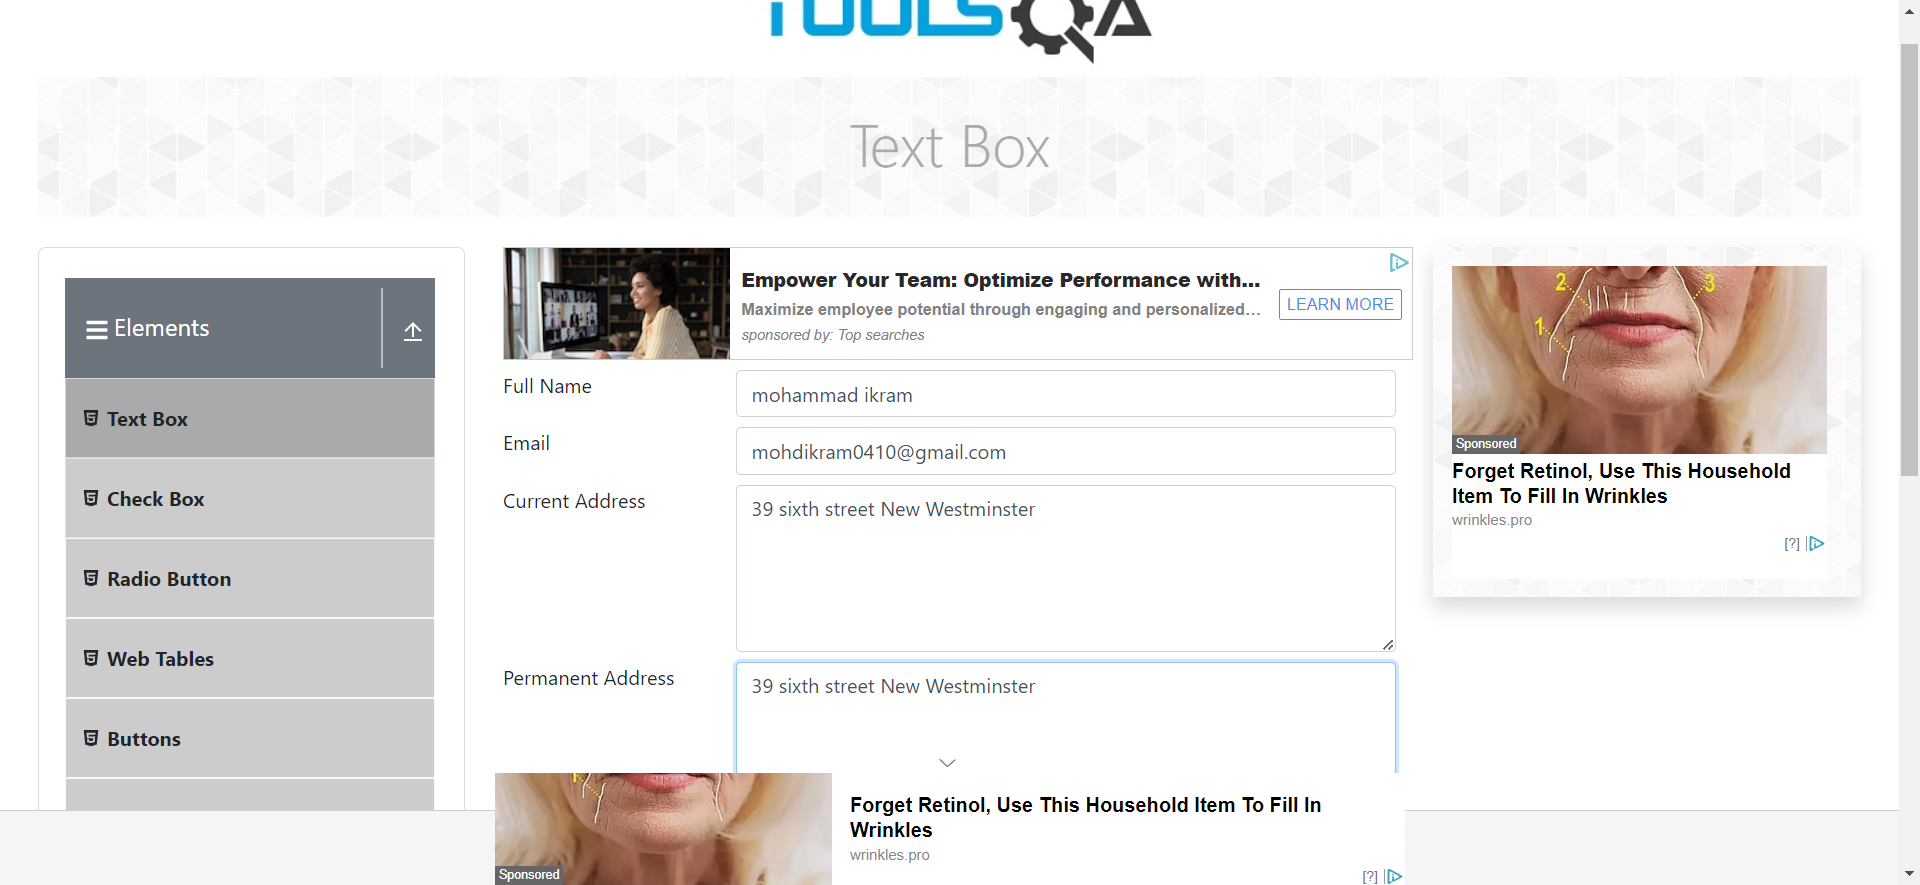 TOOLSQA
Text Box
Elements
Text Box
Check Box
Radio Button
Web Tables
Buttons
Empower Your Team: Optimize Performance with...
Maximize employee potential through engaging and personalized...
sponsored by: Top searches
LEARN MORE
Full Name
mohammad ikram
Email
mohdikram0410@gmail.com
Current Address
39 sixth street New Westminster
Permanent Address
39 sixth street New Westminster
1
2
3
Sponsored
Forget Retinol, Use This Household
Item To Fill In Wrinkles
wrinkles.pro
[?]
Sponsored
Forget Retinol, Use This Household Item To Fill In
Wrinkles
wrinkles.pro
[?]